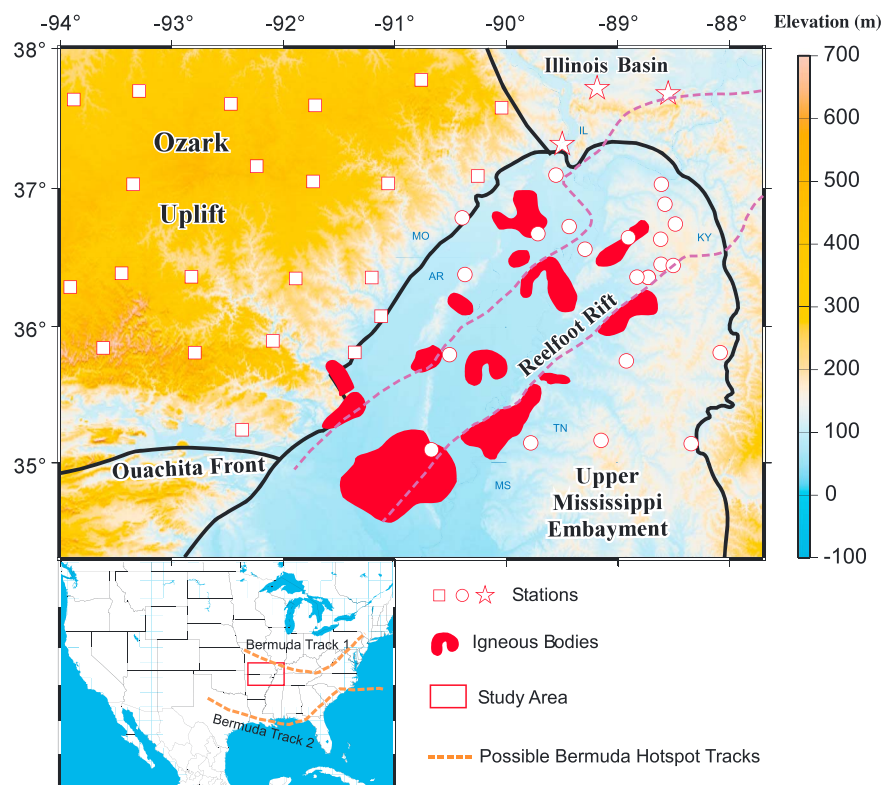 -94° -93° -92° -91° -90° -89° -88°
Elevation (m)
38°
37°
36°
35°
Illinois Basin
IL
Ozark
Uplift
MO
AR
KY
Reelfoot Rift
TN
MS
Ouachita Front
Upper
Mississippi
Embayment
700
600
500
400
300
200
100
0
-100
Bermuda Track 1
Bermuda Track 2
Stations
Igneous Bodies
Study Area
Possible Bermuda Hotspot Tracks